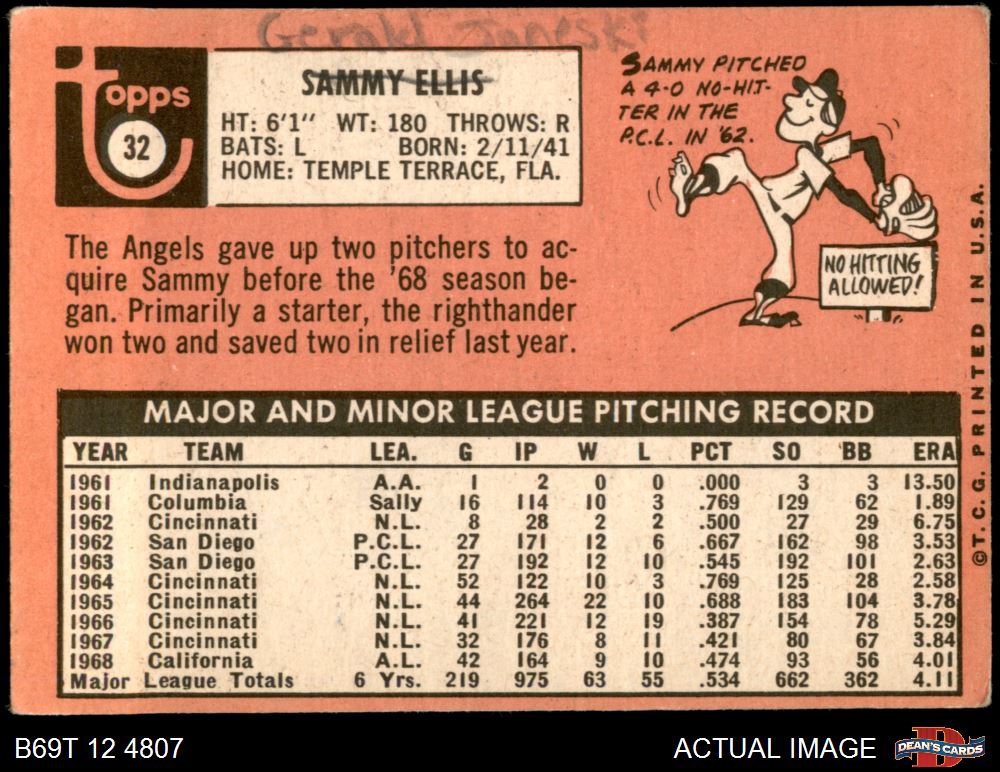 Gerald Janeski
Topps
32
SAMMY ELLIS
HT: 6'1" WT: 180 THROWS: R
BATS: L BORN: 2/11/41
HOME: TEMPLE TERRACE, FLA.
SAMMY PITCHED
A 4-0 NO-HIT-
TER IN THE
P.C.L. IN '62.
NO HITTING
ALLOWED!
The Angels gave up two pitchers to ac-
quire Sammy before the '68 season be-
gan. Primarily a starter, the righthander
won two and saved two in relief last year.
MAJOR AND MINOR LEAGUE PITCHING RECORD
YEAR TEAM LEA. G IP W L PCT SO BB ERA
1961 Indianapolis A.A. 1 2 0 0 .000 3 3 13.50
1961 Columbia Sally 16 114 10 3 .769 129 62 1.89
1962 Cincinnati N.L. 8 28 2 2 .500 27 29 6.75
1962 San Diego P.C.L. 27 171 12 6 .667 162 98 3.53
1963 San Diego P.C.L. 27 192 12 10 .545 192 101 2.63
1964 Cincinnati N.L. 52 122 10 3 .769 125 28 2.58
1965 Cincinnati N.L. 44 264 22 10 .688 183 104 3.78
1966 Cincinnati N.L. 41 221 12 19 .387 154 78 5.29
1967 Cincinnati N.L. 32 176 8 11 .421 80 67 3.84
1968 California A.L. 42 164 9 10 .474 93 56 4.01
Major League Totals 6 Yrs. 219 975 63 55 .534 662 362 4.11
©T.C.G. PRINTED IN U.S.A.
B69T 12 4807
ACTUAL IMAGE
DEAN'S CARDS